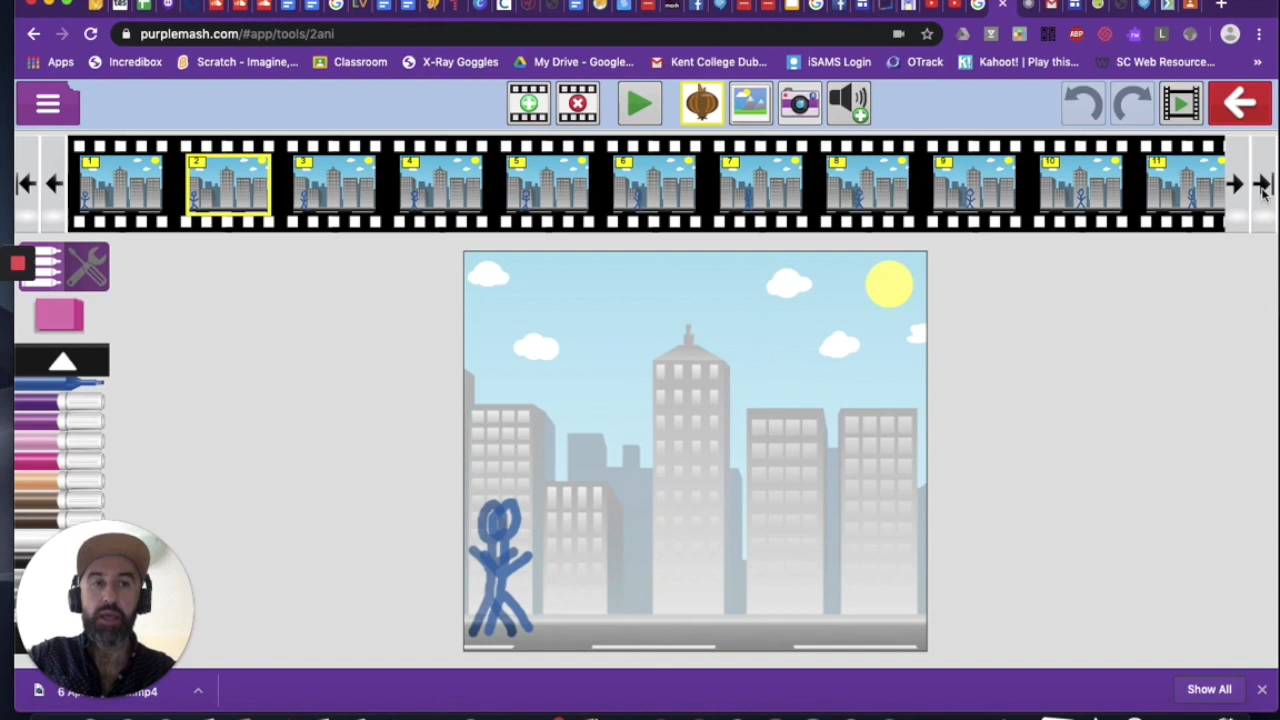 purplemash.com/#app/tools/2ani
ABP
L
Apps
Incredibox
Scratch - Imagine,...
Classroom
X-Ray Goggles
My Drive - Google...
Kent College Dub...
iSAMS Login
OTrack
K! Kahoot! | Play this...
SC Web Resource...
»
1 2 3 4 5 6 7 8 9 10 11
Show All